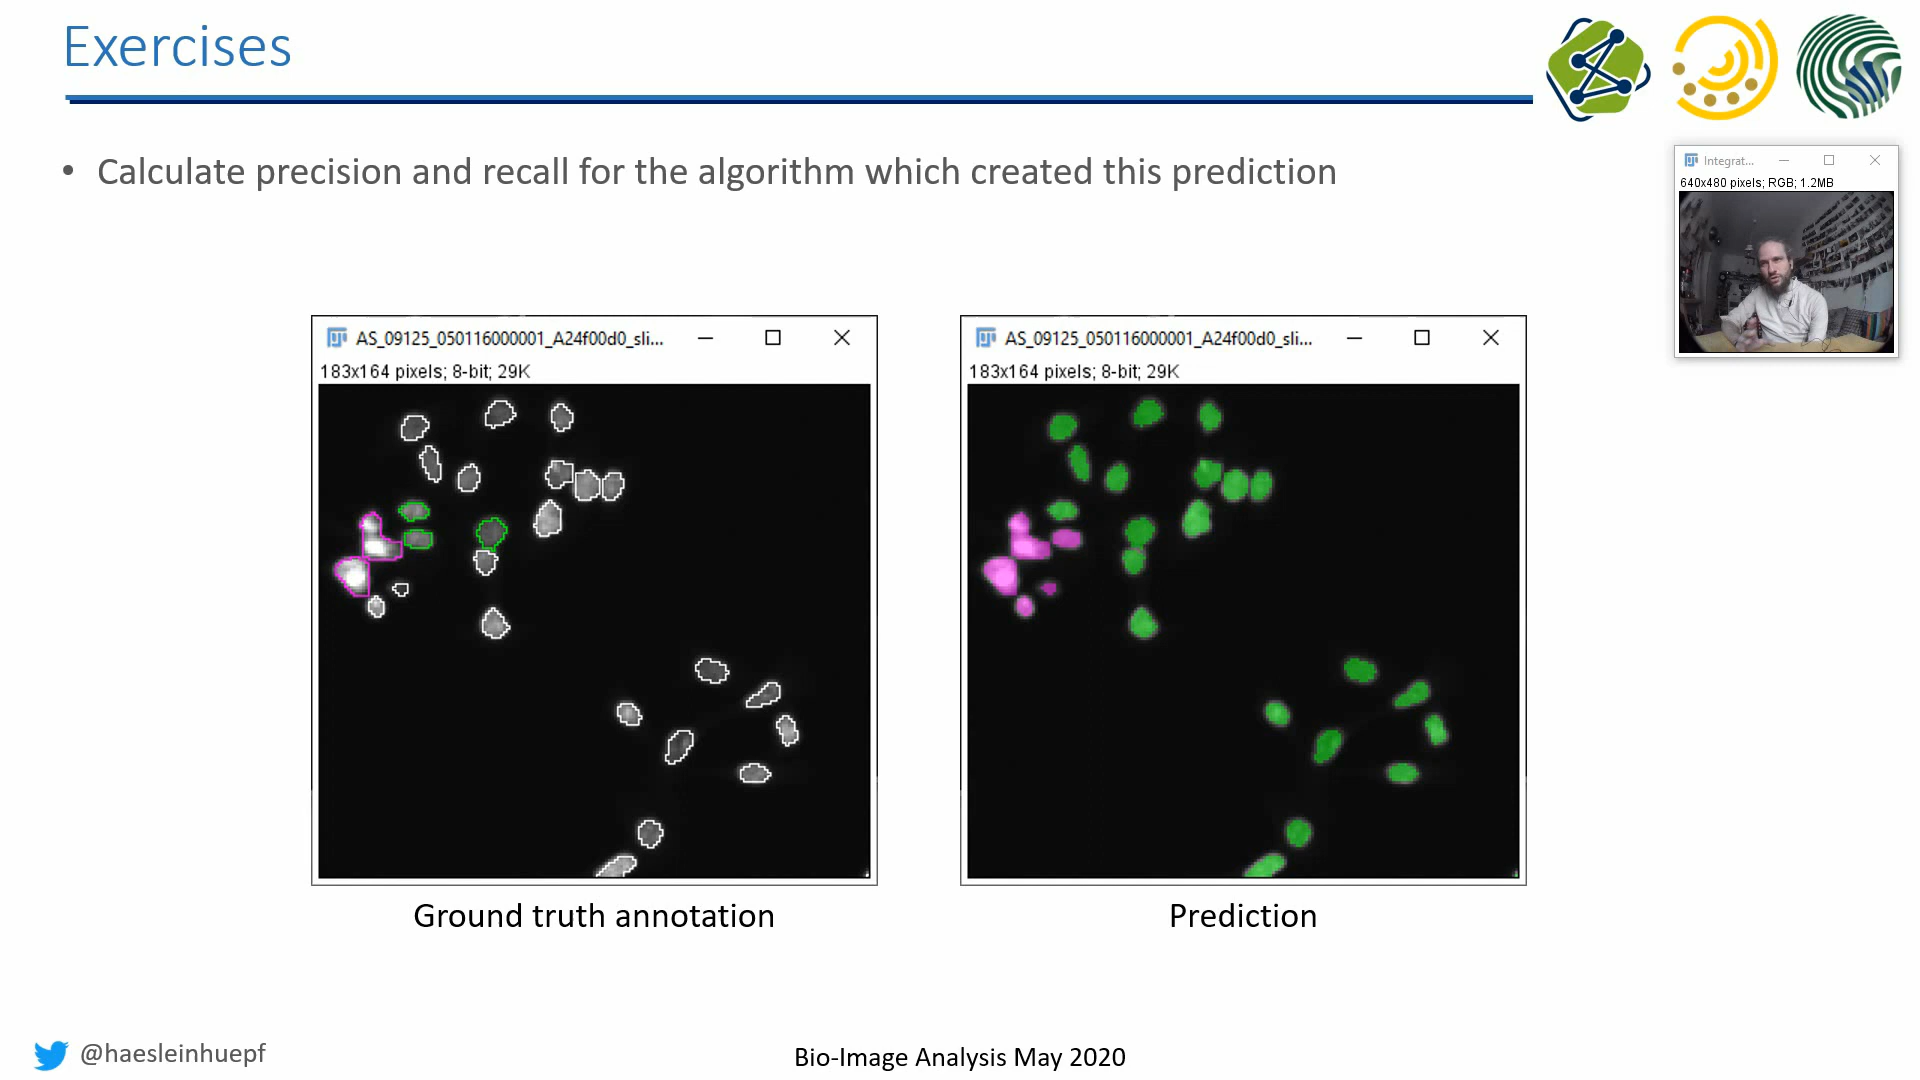 Exercises
• Calculate precision and recall for the algorithm which created this prediction
Integrat...
640x480 pixels; RGB; 1.2MB
AS_09125_050116000001_A24f00d0_sli...
183x164 pixels; 8-bit; 29K
AS_09125_050116000001_A24f00d0_sli...
183x164 pixels; 8-bit; 29K
Ground truth annotation
Prediction
@haesleinhuepf
Bio-Image Analysis May 2020